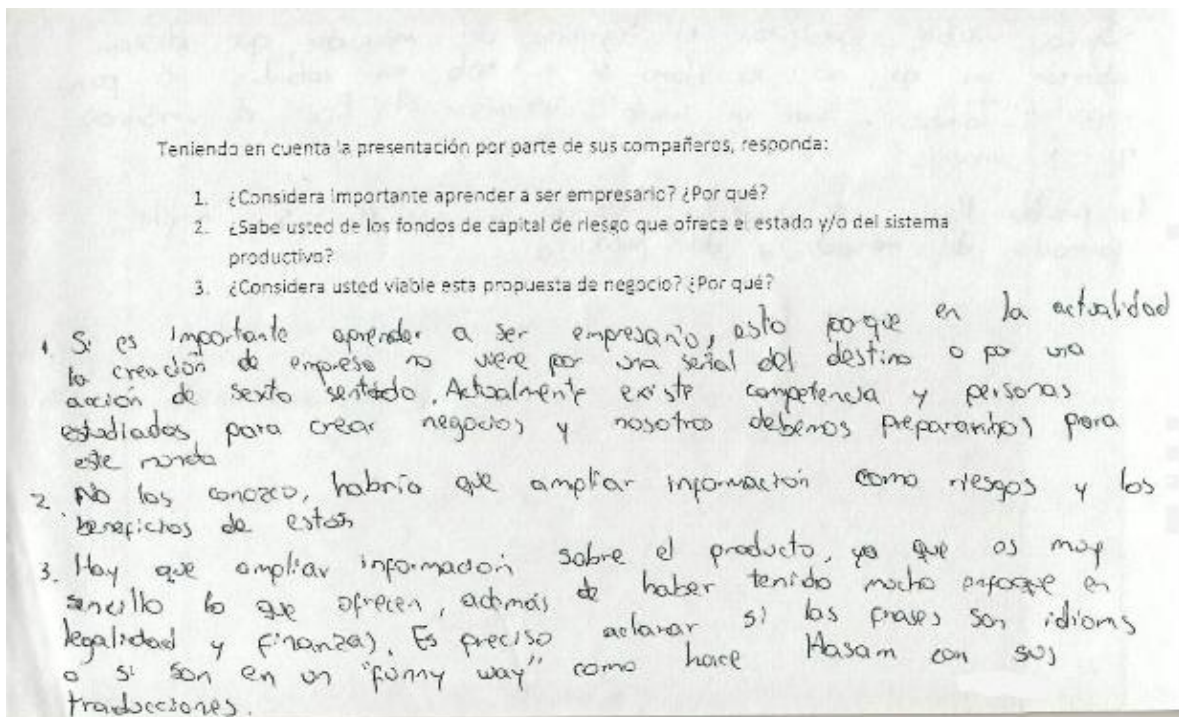 Teniendo en cuenta la presentación por parte de sus compañeros, responda:
1. ¿Considera importante aprender a ser empresario? ¿Por qué?
2. ¿Sabe usted de los fondos de capital de riesgo que ofrece el estado y/o del sistema
productivo?
3. ¿Considera usted viable esta propuesta de negocio? ¿Por qué?
1. Si es importante aprender a ser empresario, esto porque en la actualidad
la creación de empresa no viene por una señal del destino o por una
acción de sexto sentido. Actualmente existe competencia y personas
estudiadas para crear negocios y nosotros debemos prepararnos para
este mundo
2. No los conozco, habría que ampliar información como riesgos y los
beneficios de estos
3. Hay que ampliar información sobre el producto, ya que es muy
sencillo lo que ofrecen, además de haber tenido mucho enfoque en
legalidad y finanzas. Es preciso aclarar si las frases son idioms
o si son en un "funny way" como hace Hasam con sus
traducciones.